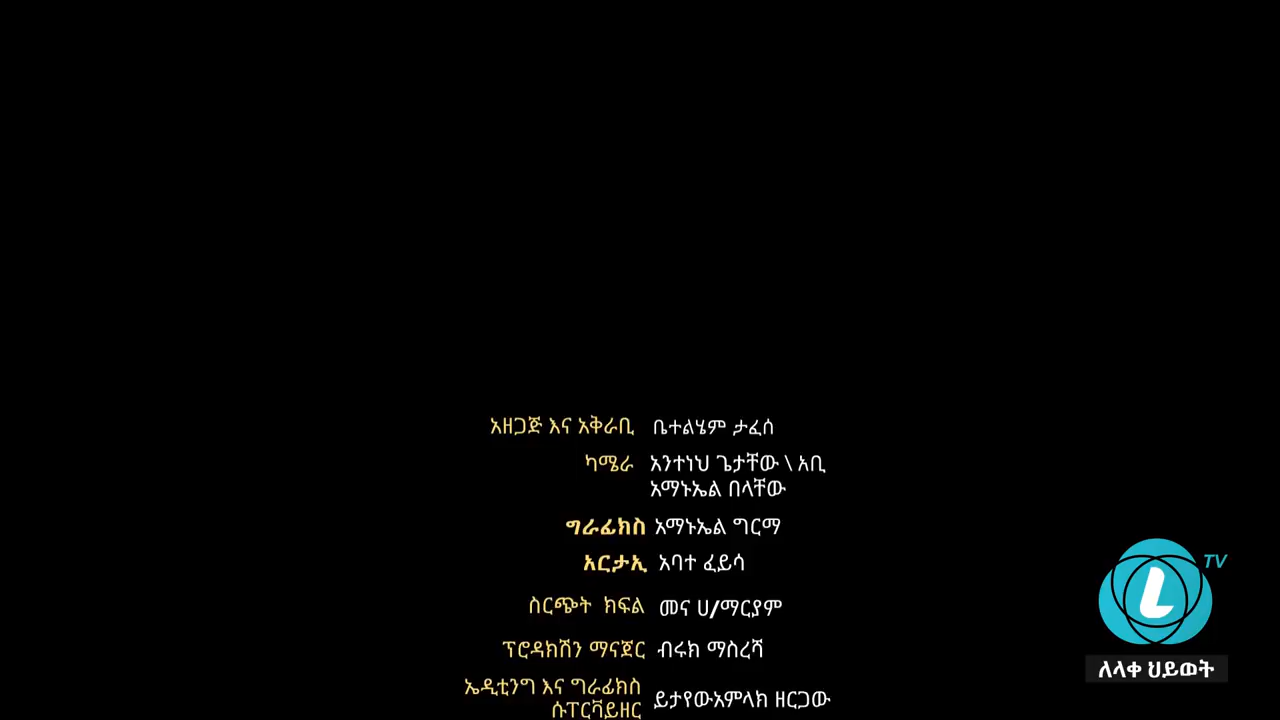 አዘጋጅ እና አቅራቢ ቤተልሄም ታፈሰ
ካሜራ አንተነህ ጌታቸው \ አቢ
አማኑኤል በላቸው
ግራፊክስ አማኑኤል ግርማ
አርታኢ አባተ ፈይሳ
ስርጭት ክፍል መና ሀ/ማርያም
ፕሮዳክሽን ማናጀር ብሩክ ማስረሻ
ኤዲቲንግ እና ግራፊክስ
ሱፐርቫይዘር ይታየውአምላክ ዘርጋው
L TV
ለላቀ ህይወት